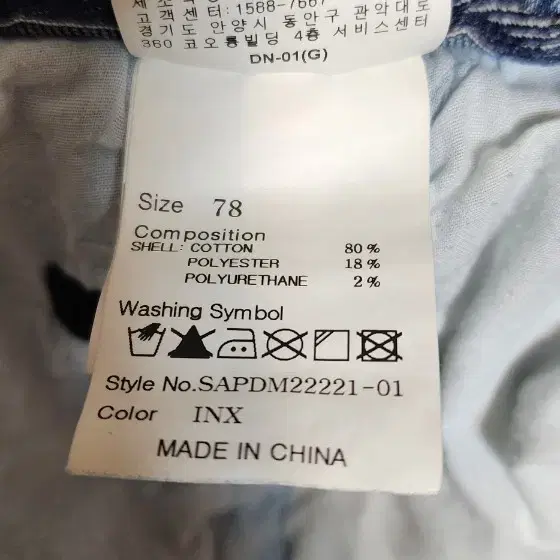 고객센터:1588-7667
경기도 안양시 동안구 관악대로
360 코오롱빌딩 4층 서비스센터
DN-01(G)
Size 78
Composition
SHELL: COTTON 80%
POLYESTER 18%
POLYURETHANE 2%
Washing Symbol
Style No.SAPDM22221-01
Color INX
MADE IN CHINA